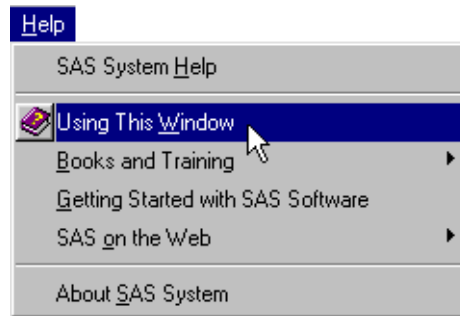 Help
SAS System Help
Using This Window
Books and Training
Getting Started with SAS Software
SAS on the Web
About SAS System